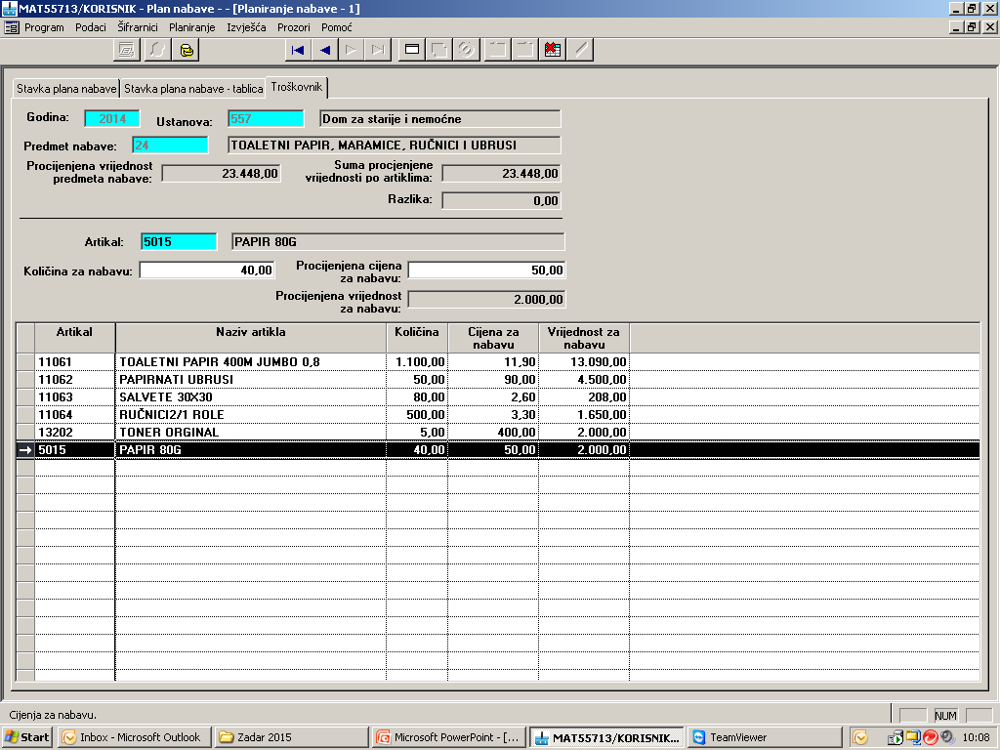 MAT55713/KORISNIK - Plan nabave - - [Planiranje nabave - 1]
Program Podaci Šifrarnici Planiranje Izvješća Prozori Pomoć
Stavka plana nabave Stavka plana nabave - tablica Troškovnik
Godina: 2014 Ustanova: 557 Dom za starije i nemoćne
Predmet nabave: 24 TOALETNI PAPIR, MARAMICE, RUČNICI I UBRUSI
Procijenjena vrijednost predmeta nabave: 23.448,00 Suma procjenjene vrijednosti po artiklima: 23.448,00
Razlika: 0,00
Artikal: 5015 PAPIR 80G
Količina za nabavu: 40,00 Procijenjena cijena za nabavu: 50,00
Procijenjena vrijednost za nabavu: 2.000,00
Artikal Naziv artikla Količina Cijena za nabavu Vrijednost za nabavu
11061 TOALETNI PAPIR 400M JUMBO 0,8 1.100,00 11,90 13.090,00
11062 PAPIRNATI UBRUSI 50,00 90,00 4.500,00
11063 SALVETE 30X30 80,00 2,60 208,00
11064 RUČNICI2/1 ROLE 500,00 3,30 1.650,00
13202 TONER ORGINAL 5,00 400,00 2.000,00
5015 PAPIR 80G 40,00 50,00 2.000,00
Cijenja za nabavu. NUM
Start Inbox - Microsoft Outlook Zadar 2015 Microsoft PowerPoint - [... MAT55713/KORISNIK... TeamViewer 10:08